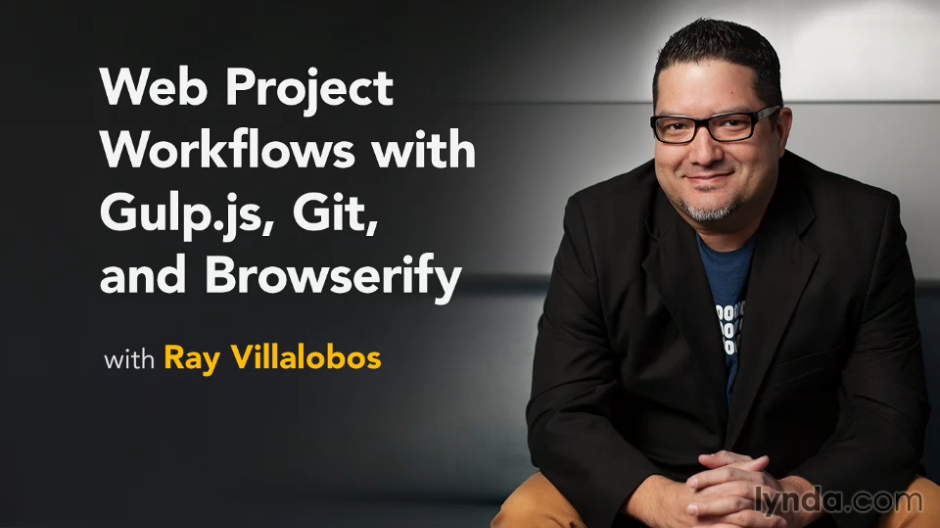 Web Project
Workflows with
Gulp.js, Git,
and Browserify
with Ray Villalobos
lynda.com